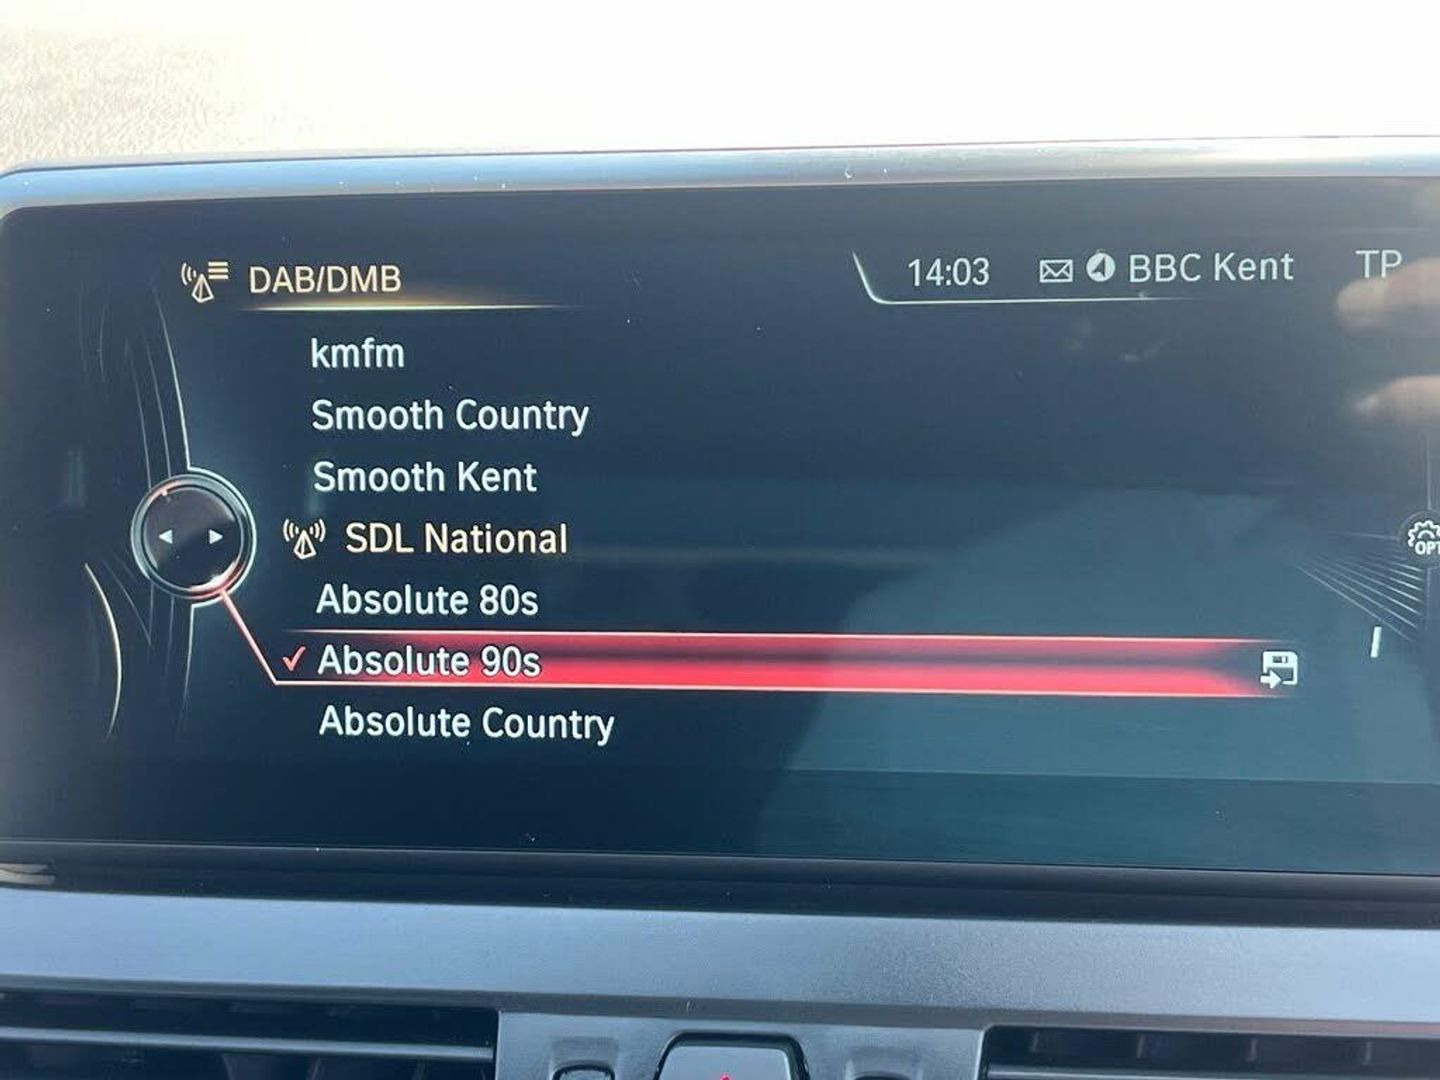 DAB/DMB
14:03 BBC Kent TP
kmfm
Smooth Country
Smooth Kent
SDL National
Absolute 80s
Absolute 90s
Absolute Country
OPT